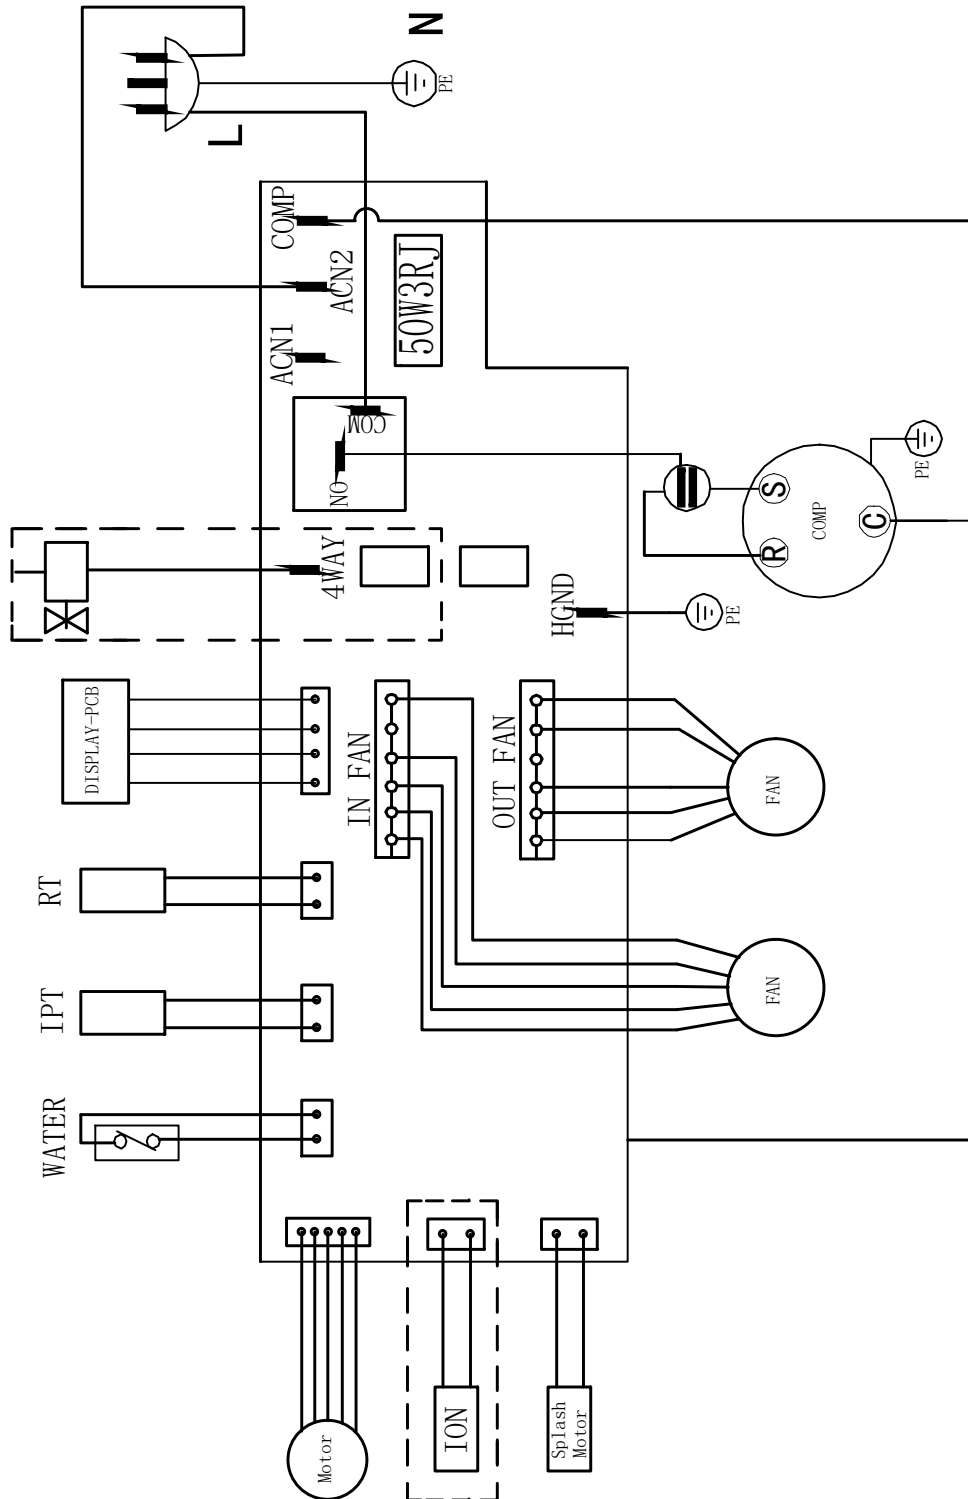 N
PE
L
COMP
ACN2
ACN1
50W3RJ
COM
NO
S
R
C
COMP
PE
4WAY
HGND
PE
DISPLAY-PCB
IN FAN
OUT FAN
FAN
RT
IPT
FAN
WATER
Motor
ION
Splash
Motor